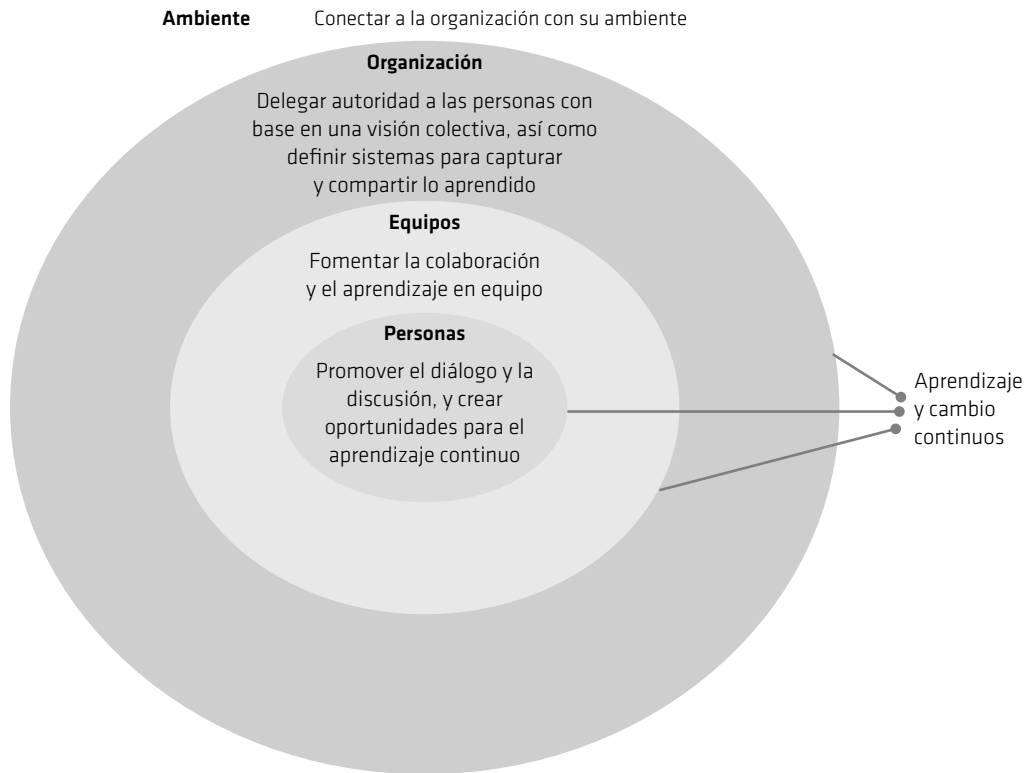 Ambiente Conectar a la organización con su ambiente
Organización
Delegar autoridad a las personas con
base en una visión colectiva, así como
definir sistemas para capturar
y compartir lo aprendido
Equipos
Fomentar la colaboración
y el aprendizaje en equipo
Personas
Promover el diálogo y la
discusión, y crear
oportunidades para el
aprendizaje continuo
Aprendizaje
y cambio
continuos